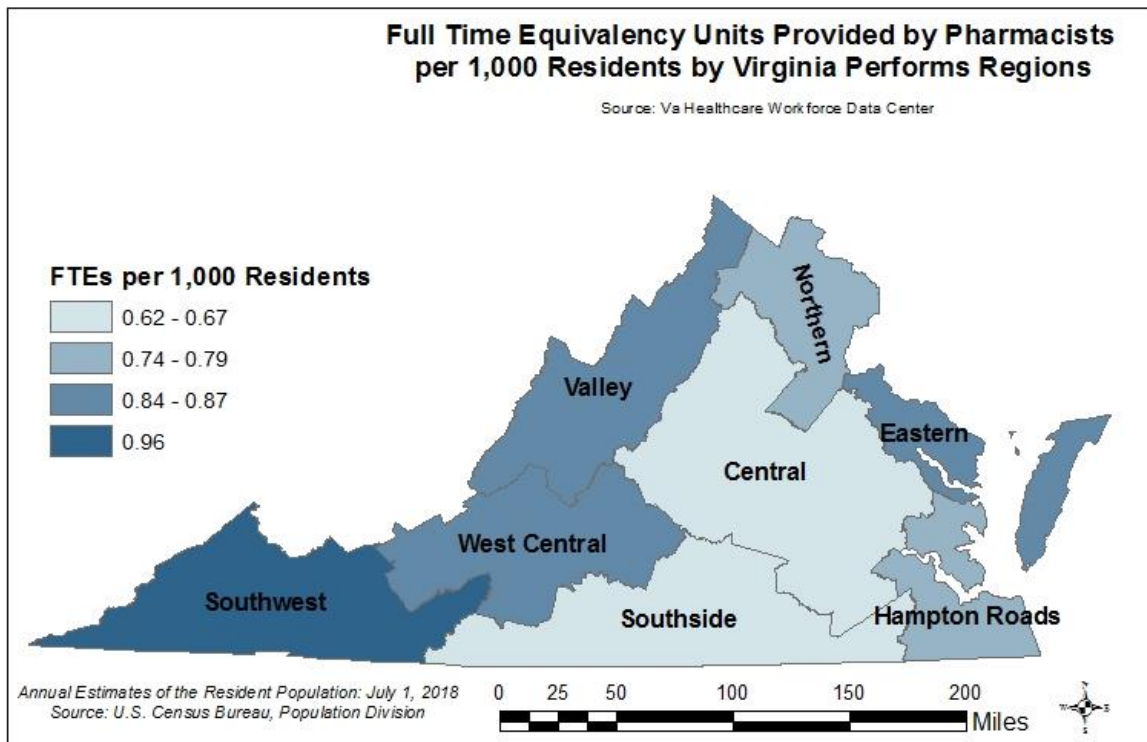 Full Time Equivalency Units Provided by Pharmacists
per 1,000 Residents by Virginia Performs Regions
Source: Va Healthcare Workforce Data Center
FTEs per 1,000 Residents
0.62 - 0.67
0.74 - 0.79
0.84 - 0.87
0.96
Northern
Valley
Eastern
Central
West Central
Southwest
Southside
Hampton Roads
Annual Estimates of the Resident Population: July 1, 2018
Source: U.S. Census Bureau, Population Division
0 25 50 100 150 200
Miles
N
W E
S